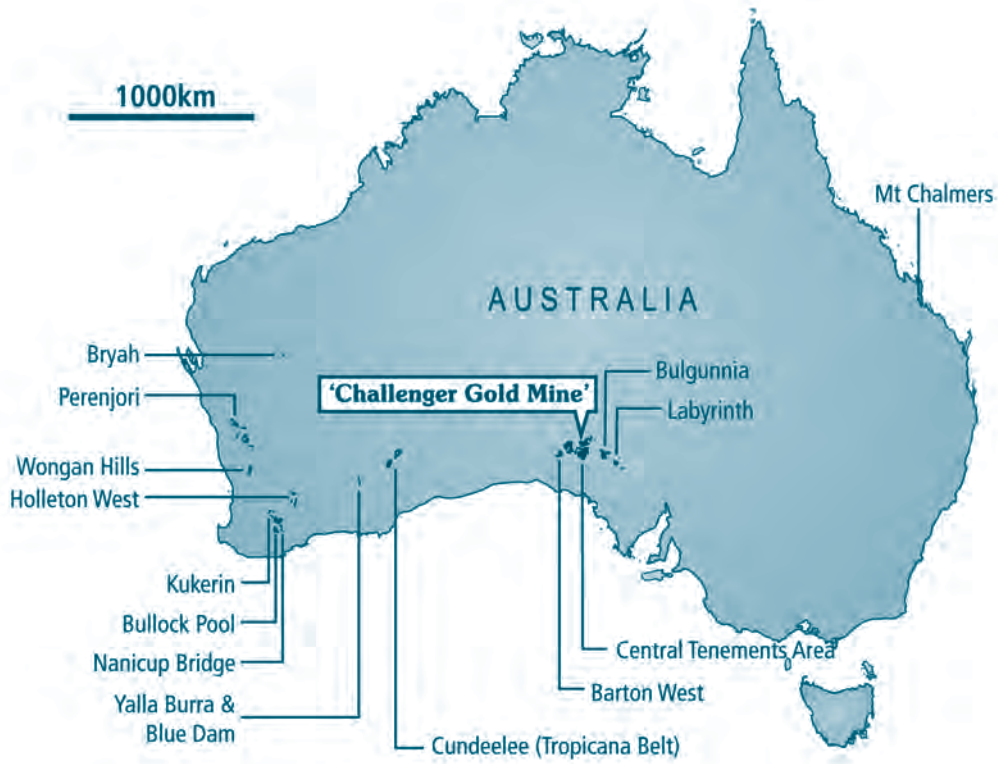 1000km
Mt Chalmers
AUSTRALIA
Bryah
Bulgunnia
Perenjori
'Challenger Gold Mine'
Labyrinth
Wongan Hills
Holleton West
Kukerin
Bullock Pool
Nanicup Bridge
Central Tenements Area
Yalla Burra &
Blue Dam
Barton West
Cundeelee (Tropicana Belt)